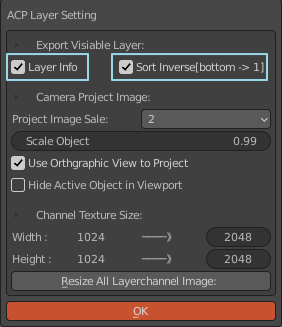 ACP Layer Setting
Export Visiable Layer:
Layer Info Sort Inverse[bottom -> 1]
Camera Project Image:
Project Image Sale: 2
Scale Object 0.99
Use Orthgraphic View to Project
Hide Active Object in Viewport
Channel Texture Size:
Width : 1024 ────》 2048
Height : 1024 ────》 2048
Resize All Layerchannel Image:
OK